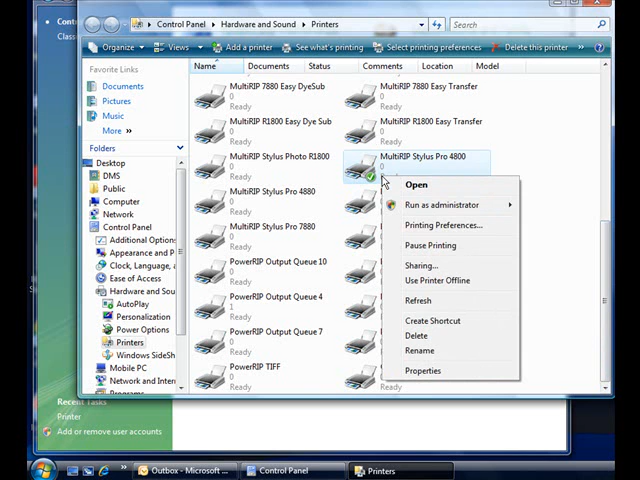 Control Panel ▸ Hardware and Sound ▸ Printers
Search
Organize
Views
Add a printer
See what's printing
Select printing preferences
Delete this printer
»
Favorite Links
Documents
Pictures
Music
More »
Folders
Desktop
DMS
Public
Computer
Network
Control Panel
Additional Option
Appearance and P
Clock, Language, a
Ease of Access
Hardware and Sou
AutoPlay
Personalization
Power Options
Printers
Windows SideSh
Mobile PC
Network and Inter
Name
Documents
Status
Comments
Location
Model
MultiRIP 7880 Easy DyeSub
0
Ready
MultiRIP 7880 Easy Transfer
0
Ready
MultiRIP R1800 Easy Dye Sub
0
Ready
MultiRIP R1800 Easy Transfer
0
Ready
MultiRIP Stylus Photo R1800
0
Ready
MultiRIP Stylus Pro 4800
0
MultiRIP Stylus Pro 4880
0
Ready
MultiRIP Stylus Pro 7880
0
Ready
PowerRIP Output Queue 10
0
Ready
PowerRIP Output Queue 4
1
Ready
PowerRIP Output Queue 7
0
Ready
PowerRIP TIFF
0
Ready
Open
Run as administrator
Printing Preferences...
Pause Printing
Sharing...
Use Printer Offline
Refresh
Create Shortcut
Delete
Rename
Properties
Cont
Classi
Recent Tasks
Printer
Add or remove user accounts
»
Outbox - Microsoft ...
Control Panel
Printers